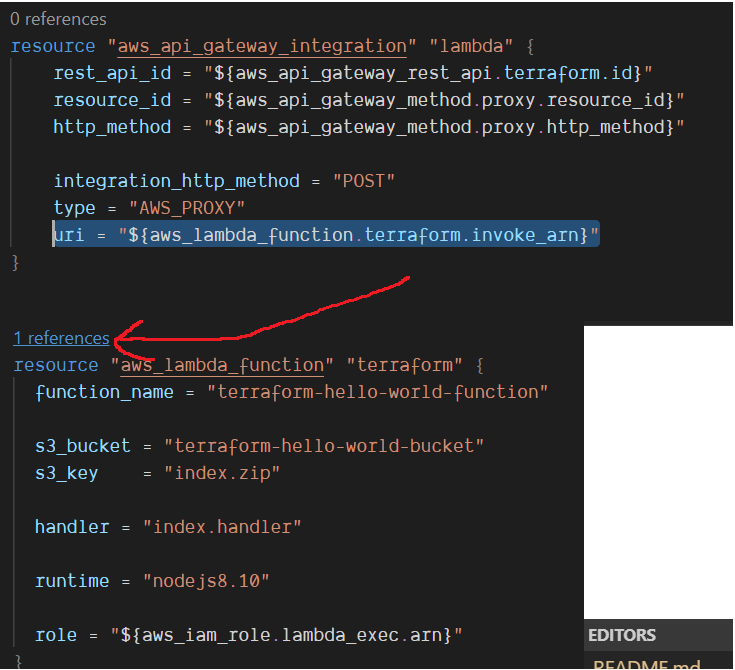 0 references
resource "aws_api_gateway_integration" "lambda" {
rest_api_id = "${aws_api_gateway_rest_api.terraform.id}"
resource_id = "${aws_api_gateway_method.proxy.resource_id}"
http_method = "${aws_api_gateway_method.proxy.http_method}"
integration_http_method = "POST"
type = "AWS_PROXY"
uri = "${aws_lambda_function.terraform.invoke_arn}"
}
1 references
resource "aws_lambda_function" "terraform" {
function_name = "terraform-hello-world-function"
s3_bucket = "terraform-hello-world-bucket"
s3_key    = "index.zip"
handler = "index.handler"
runtime = "nodejs8.10"
role = "${aws_iam_role.lambda_exec.arn}"
}
EDITORS
README.md